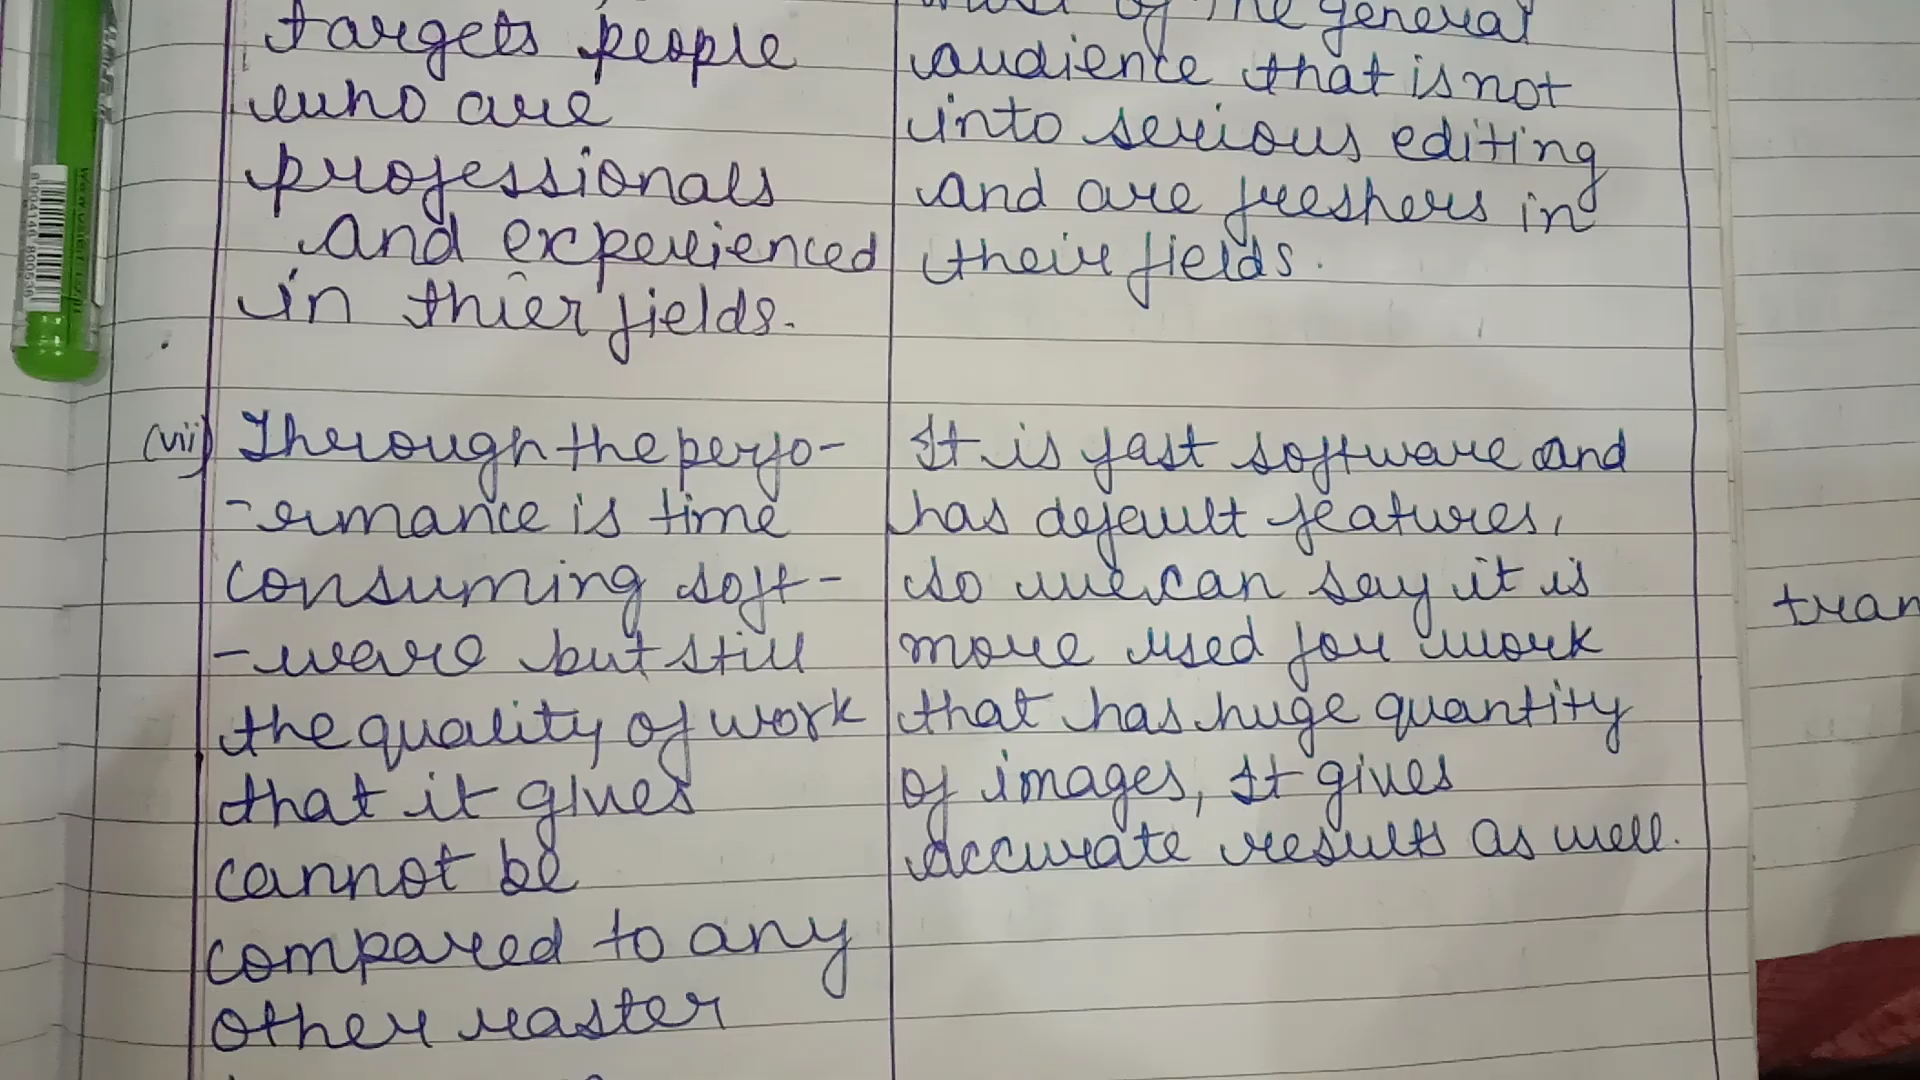 targets people
who are
professionals
and experienced
in thier fields.
of the general
audience that is not
into serious editing
and are freshers in
their fields.
(vii) Through the perfo-
-ormance is time
consuming soft-
-ware but still
the quality of work
that it gives
cannot be
compared to any
other raster
It is fast software and
has default features,
so we can say it is
more used for work
that has huge quantity
of images, It gives
accurate results as well.
tran